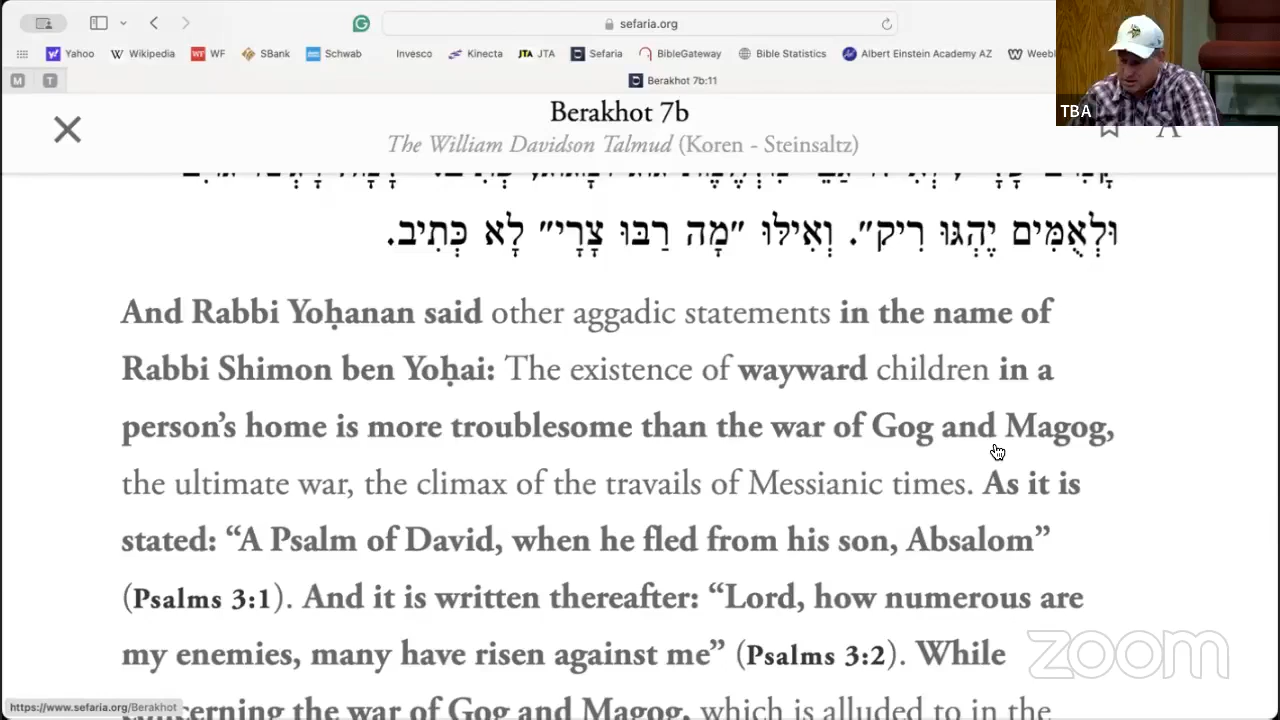 sefaria.org
Yahoo
Wikipedia
WF WF
SBank
Schwab
Invesco
Kinecta
JTA JTA
Sefaria
BibleGateway
Bible Statistics
Albert Einstein Academy AZ
Weebl
M
T
Berakhot 7b:11
TBA
Berakhot 7b
The William Davidson Talmud (Koren - Steinsaltz)
A
וּלְאֻמִּים יֶהְגּוּ רִיק״. וְאִילּוּ ״מָה רַבּוּ צָרָי״ לָא כְּתִיב.
And Rabbi Yoḥanan said other aggadic statements in the name of
Rabbi Shimon ben Yoḥai: The existence of wayward children in a
person’s home is more troublesome than the war of Gog and Magog,
the ultimate war, the climax of the travails of Messianic times. As it is
stated: “A Psalm of David, when he fled from his son, Absalom”
(Psalms 3:1). And it is written thereafter: “Lord, how numerous are
my enemies, many have risen against me” (Psalms 3:2). While
concerning the war of Gog and Magog, which is alluded to in the
zoom
https://www.sefaria.org/Berakhot